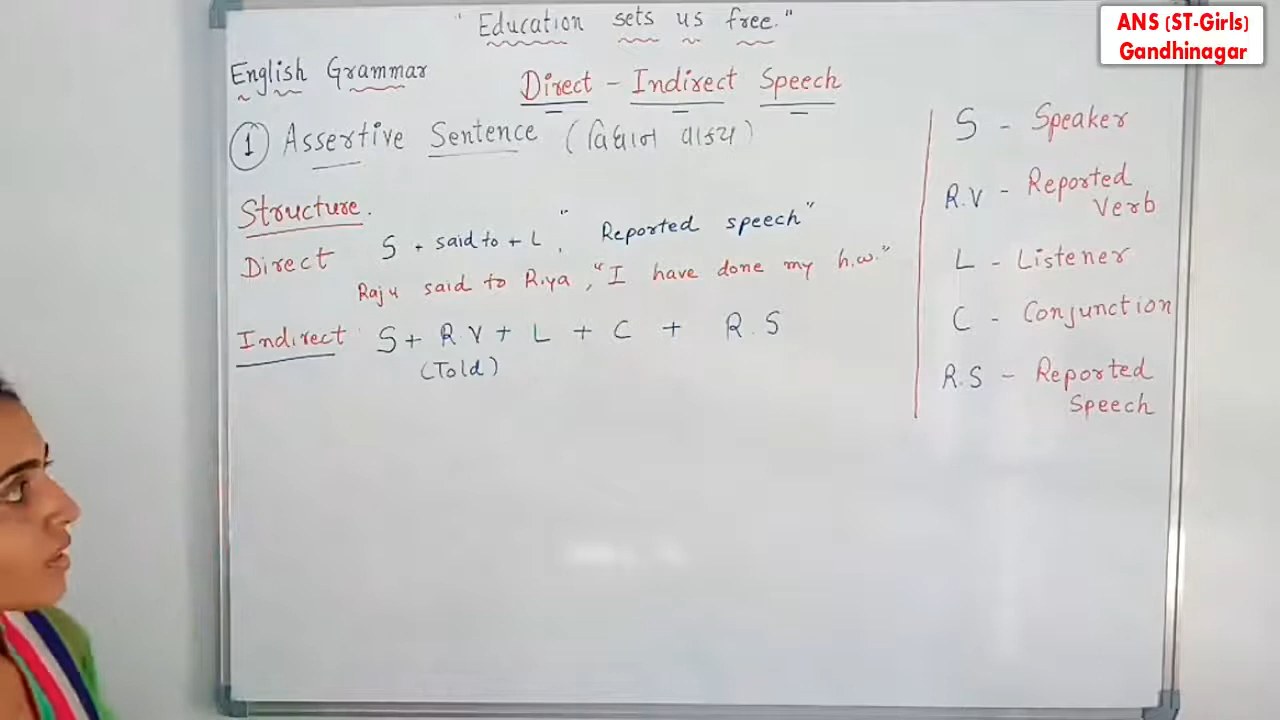 "Education sets us free."
ANS (ST-Girls)
Gandhinagar
English Grammar
Direct - Indirect Speech
① Assertive Sentence (વિધાન વાક્ય)
Structure.
Direct S + said to + L, " Reported speech"
Raju said to Riya, "I have done my h.w."
Indirect S + R.V + L + C + R.S
(Told)
S - Speaker
R.V - Reported
Verb
L - Listener
C - Conjunction
R.S - Reported
Speech